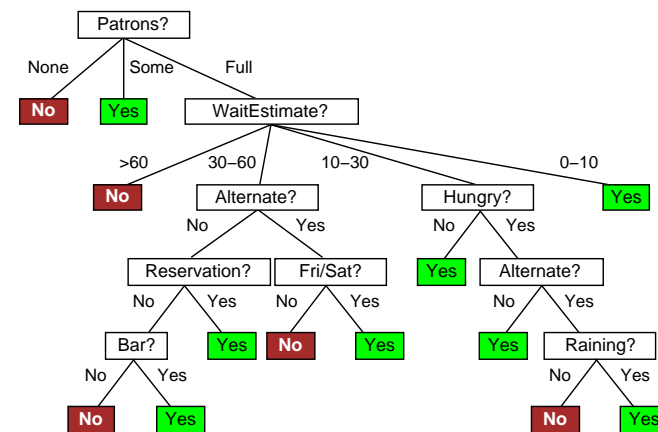 Patrons?
None Some Full
No Yes WaitEstimate?
>60 30–60 10–30 0–10
No Alternate? Hungry? Yes
No Yes No Yes
Reservation? Fri/Sat? Yes Alternate?
No Yes No Yes No Yes
Bar? Yes No Yes Yes Raining?
No Yes No Yes
No Yes No Yes